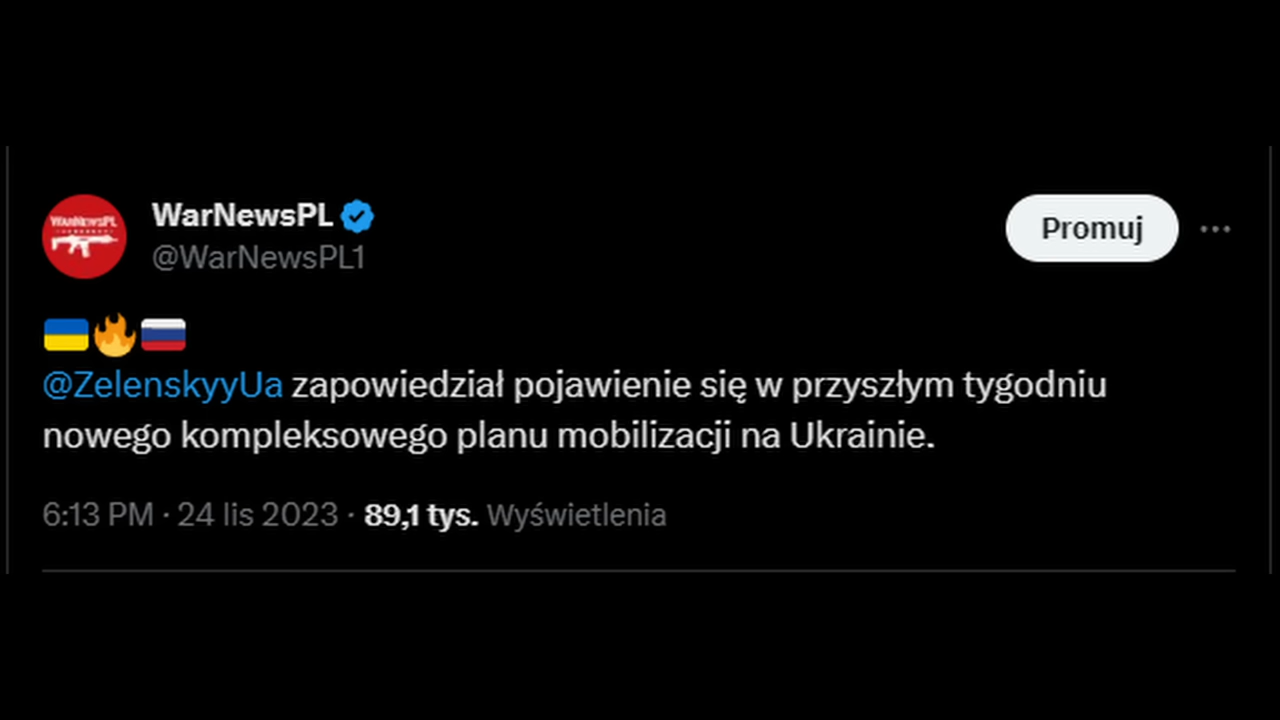 WarNewsPL
@WarNewsPL1
Promuj
WARNEWSPL
🇺🇦🔥🇷🇺
@ZelenskyyUa zapowiedział pojawienie się w przyszłym tygodniu
nowego kompleksowego planu mobilizacji na Ukrainie.
6:13 PM · 24 lis 2023 · 89,1 tys. Wyświetlenia